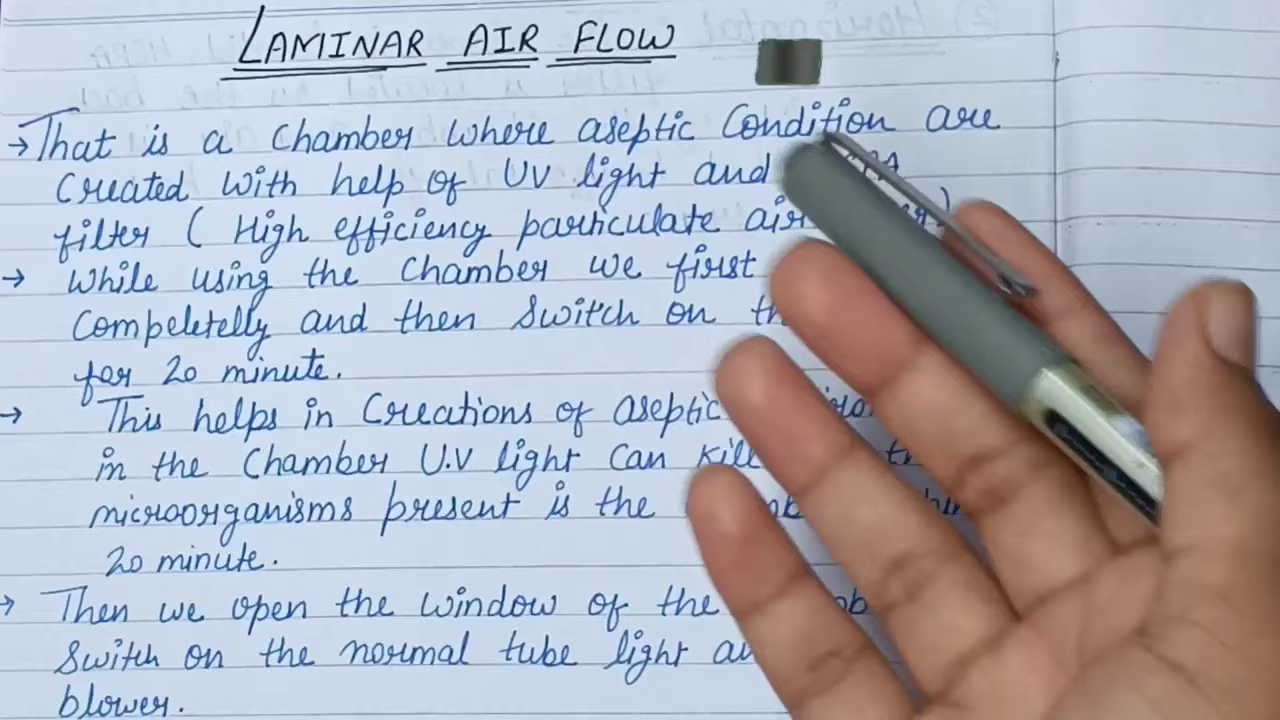 LAMINAR AIR FLOW
→ That is a chamber where aseptic Condition are
Created with help of UV light and
filter ( High efficiency particulate air
→ While using the chamber we first
Compeletelly and then switch on
for 20 minute.
→ This helps in Creations of aseptic
in the Chamber U.V light Can kill
microorganisms present is the
20 minute.
→ Then we open the window of the
Switch on the normal tube light
blower.